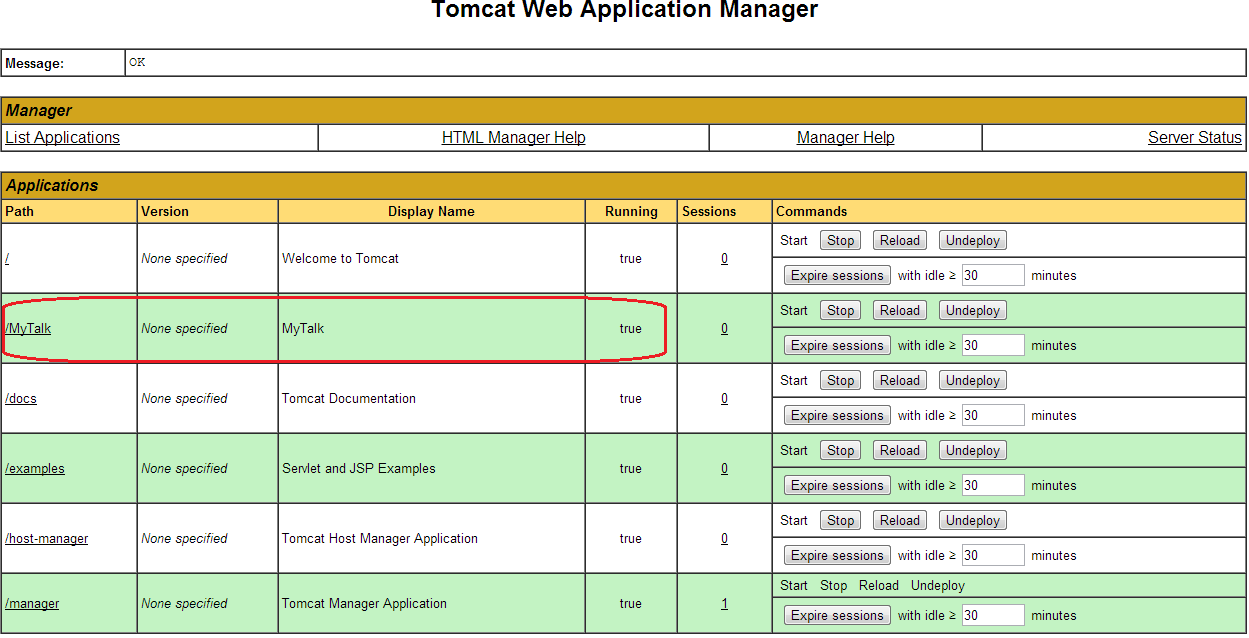 Tomcat Web Application Manager
Message: OK
Manager
List Applications HTML Manager Help Manager Help Server Status
Applications
Path Version Display Name Running Sessions Commands
Start Stop Reload Undeploy
/ None specified Welcome to Tomcat true 0
Expire sessions with idle ≥ 30 minutes
Start Stop Reload Undeploy
/MyTalk None specified MyTalk true 0
Expire sessions with idle ≥ 30 minutes
Start Stop Reload Undeploy
/docs None specified Tomcat Documentation true 0
Expire sessions with idle ≥ 30 minutes
Start Stop Reload Undeploy
/examples None specified Servlet and JSP Examples true 0
Expire sessions with idle ≥ 30 minutes
Start Stop Reload Undeploy
/host-manager None specified Tomcat Host Manager Application true 0
Expire sessions with idle ≥ 30 minutes
Start Stop Reload Undeploy
/manager None specified Tomcat Manager Application true 1
Expire sessions with idle ≥ 30 minutes